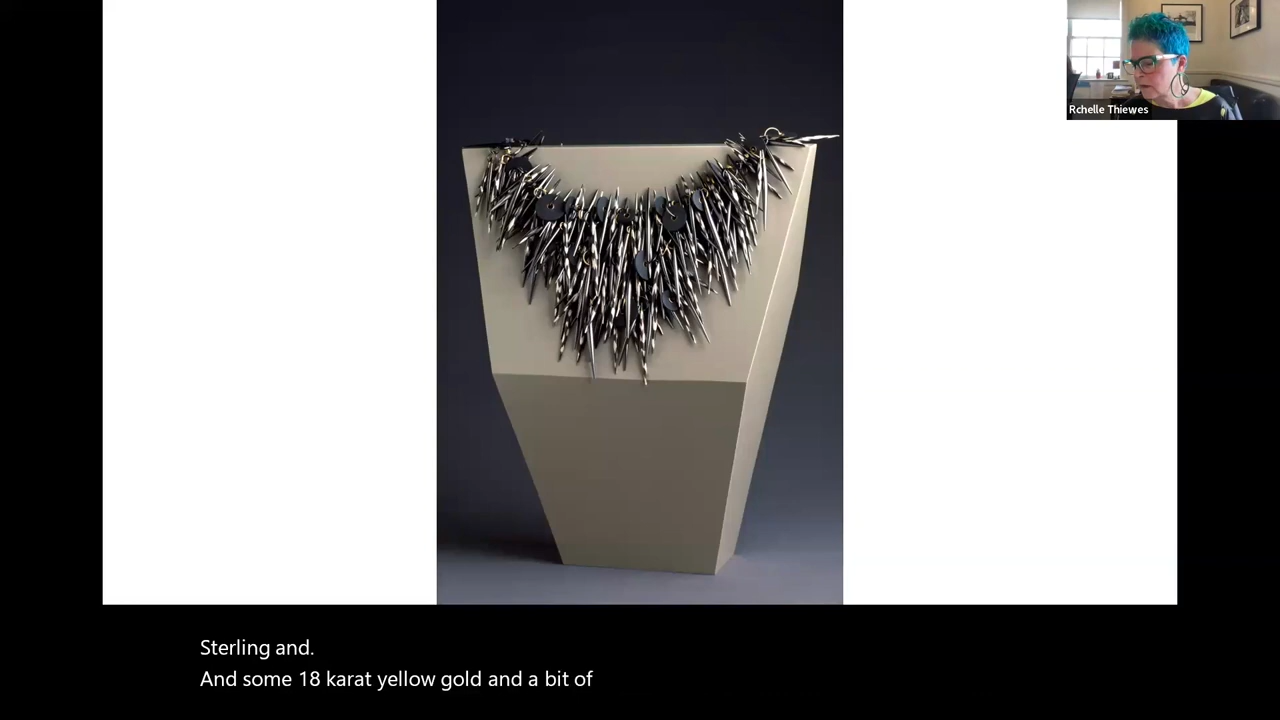 Rchelle Thiewes
Sterling and.
And some 18 karat yellow gold and a bit of